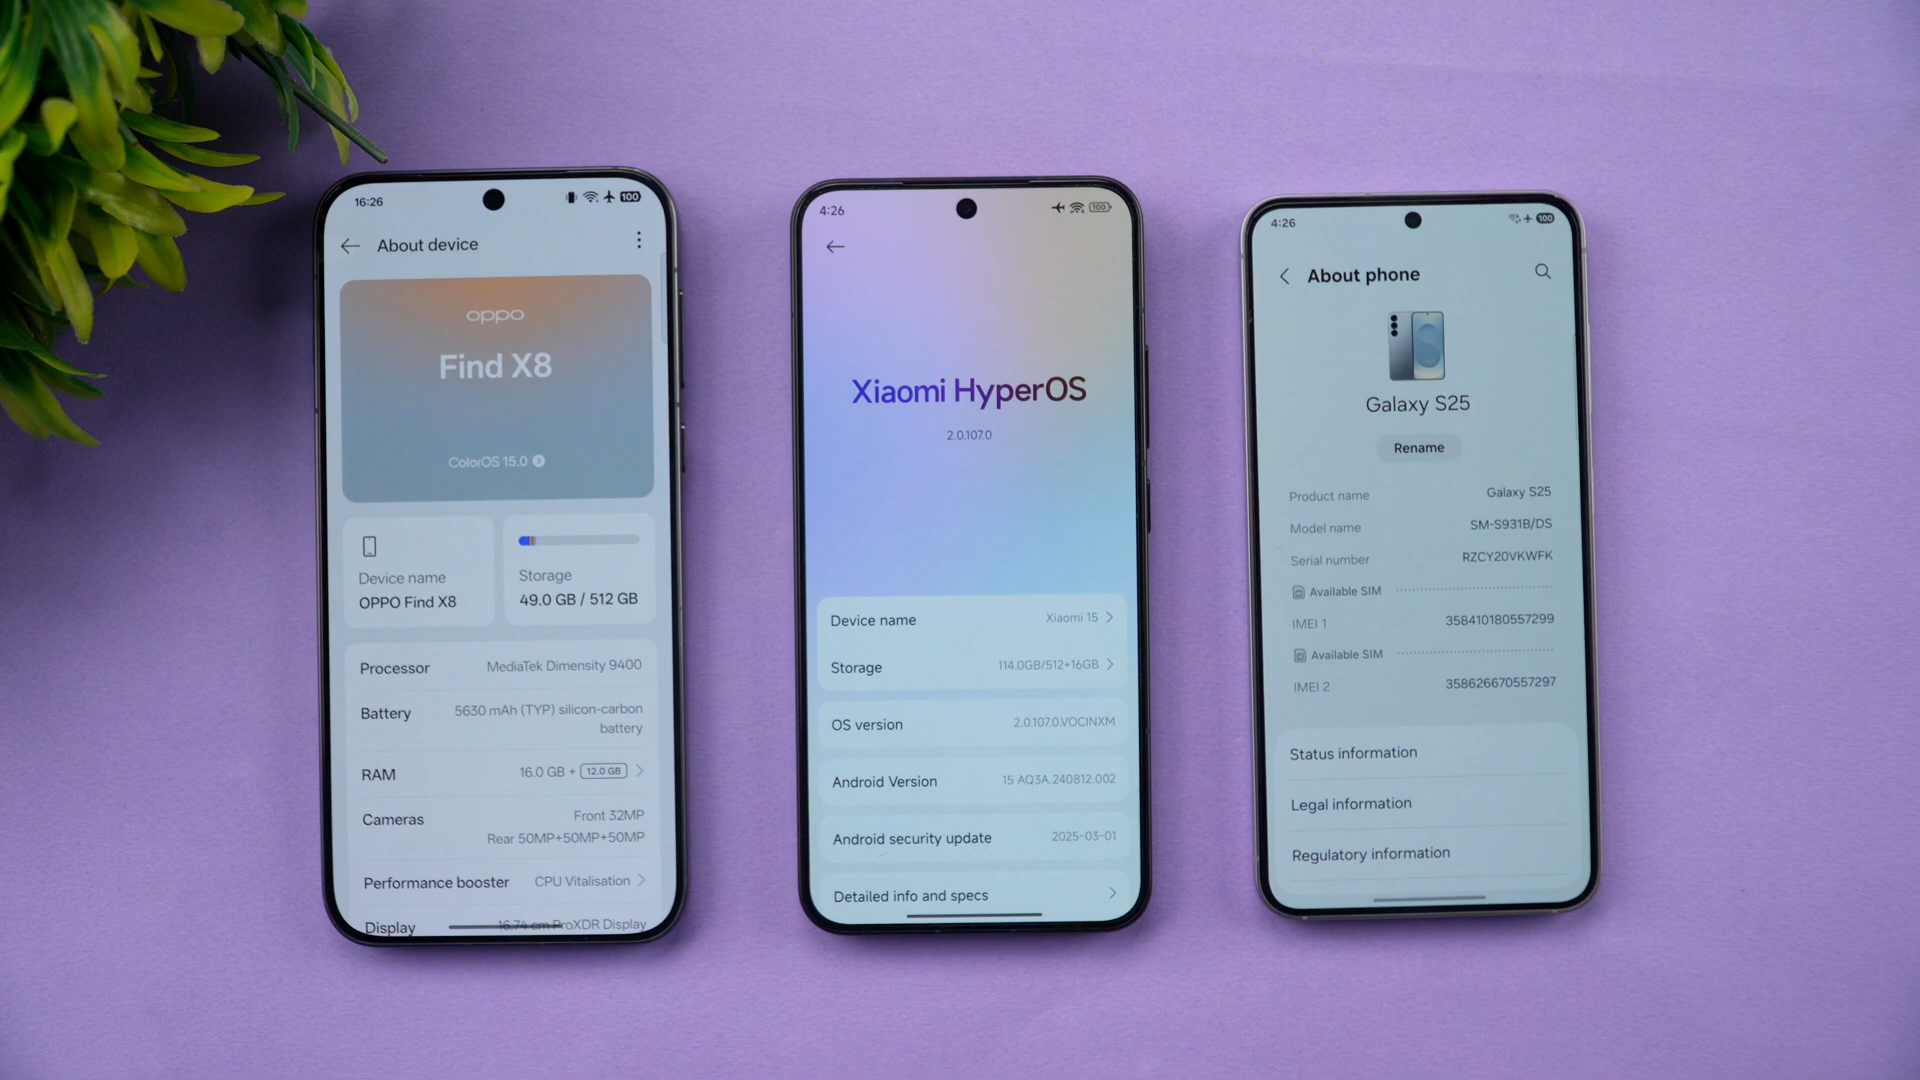 16:26
100
About device
oppo
Find X8
ColorOS 15.0
Device name
OPPO Find X8
Storage
49.0 GB / 512 GB
Processor MediaTek Dimensity 9400
Battery 5630 mAh (TYP) silicon-carbon
battery
RAM 16.0 GB + 12.0 GB
Cameras Front 32MP
Rear 50MP+50MP+50MP
Performance booster CPU Vitalisation
Display 16.74 cm ProXDR Display
4:26
100
Xiaomi HyperOS
2.0.107.0
Device name Xiaomi 15
Storage 114.0GB/512+16GB
OS version 2.0.107.0.VOCINXM
Android Version 15 AQ3A.240812.002
Android security update 2025-03-01
Detailed info and specs
4:26
100
About phone
Galaxy S25
Rename
Product name Galaxy S25
Model name SM-S931B/DS
Serial number RZCY20VKWFK
Available SIM
IMEI 1 358410180557299
Available SIM
IMEI 2 358626670557297
Status information
Legal information
Regulatory information